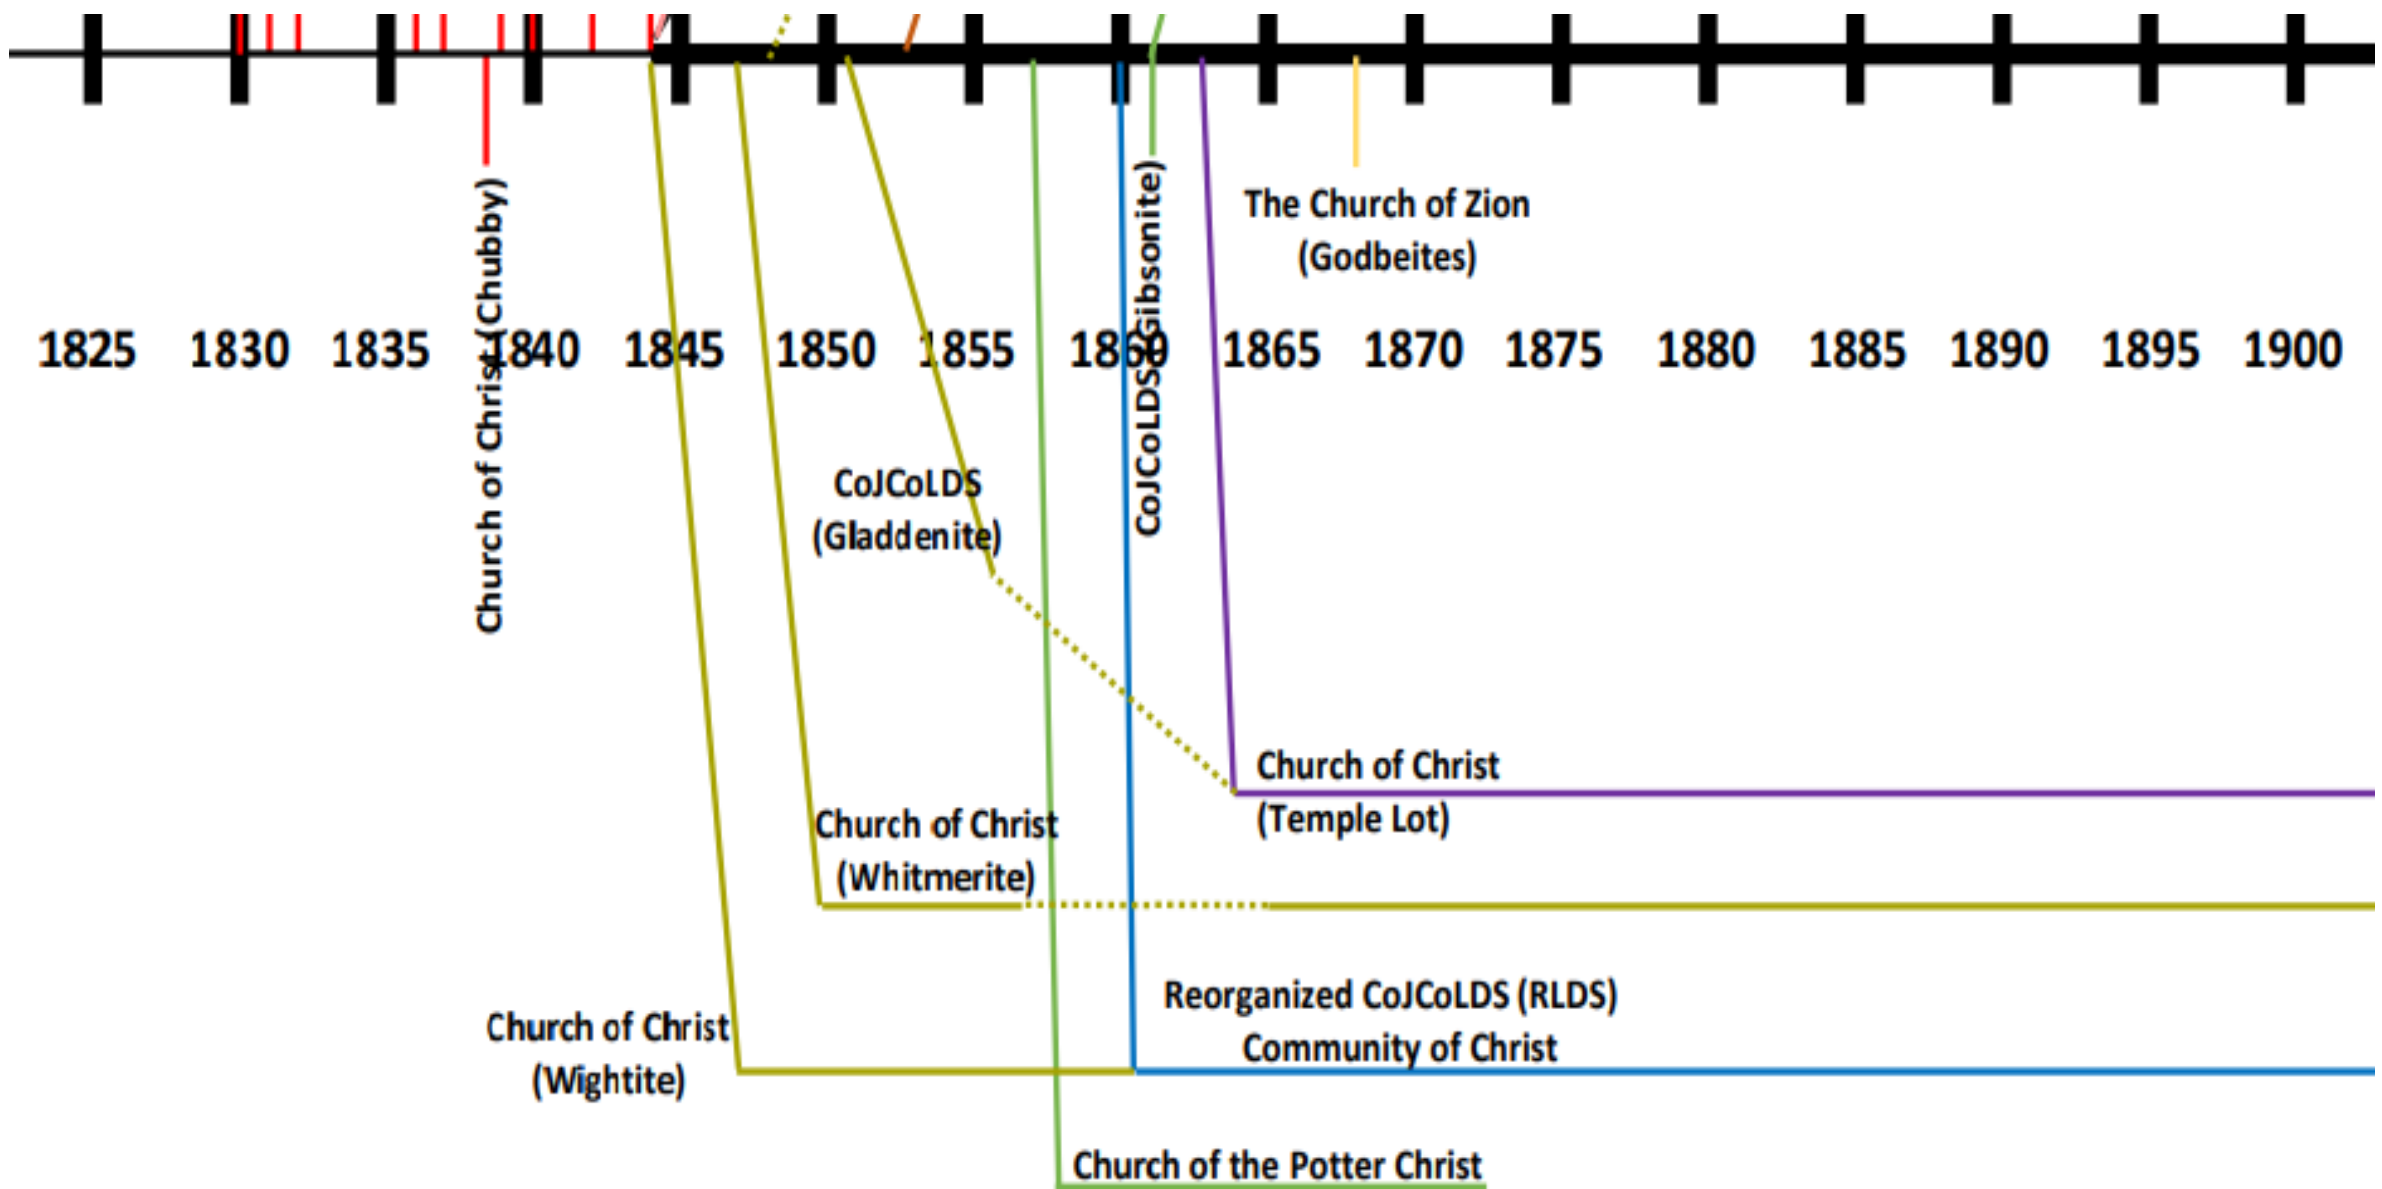 The Church of Zion
(Godbeites)
Church of Christ (Chubby)
CoJCoLDS(Gibsonite)
1825 1830 1835 1840 1845 1850 1855 1860 1865 1870 1875 1880 1885 1890 1895 1900
CoJCoLDS
(Gladdenite)
Church of Christ
(Temple Lot)
Church of Christ
(Whitmerite)
Reorganized CoJCoLDS (RLDS)
Community of Christ
Church of Christ
(Wightite)
Church of the Potter Christ